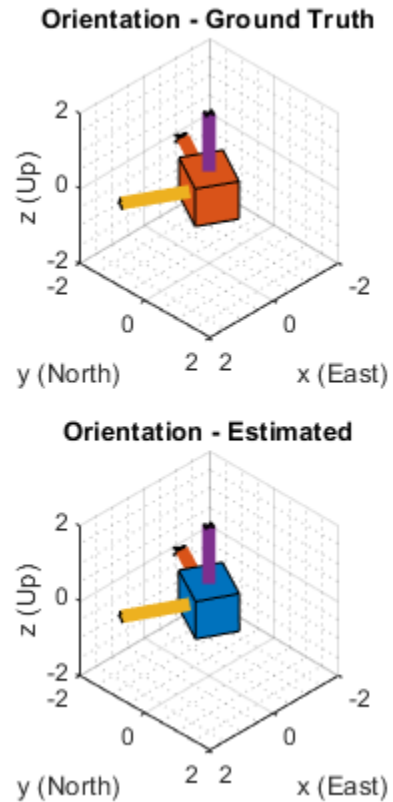 Orientation - Ground Truth
2
0
-2
z (Up)
-2
0
2
y (North)
2
0
-2
x (East)
Orientation - Estimated
2
0
-2
z (Up)
-2
0
2
y (North)
2
0
-2
x (East)